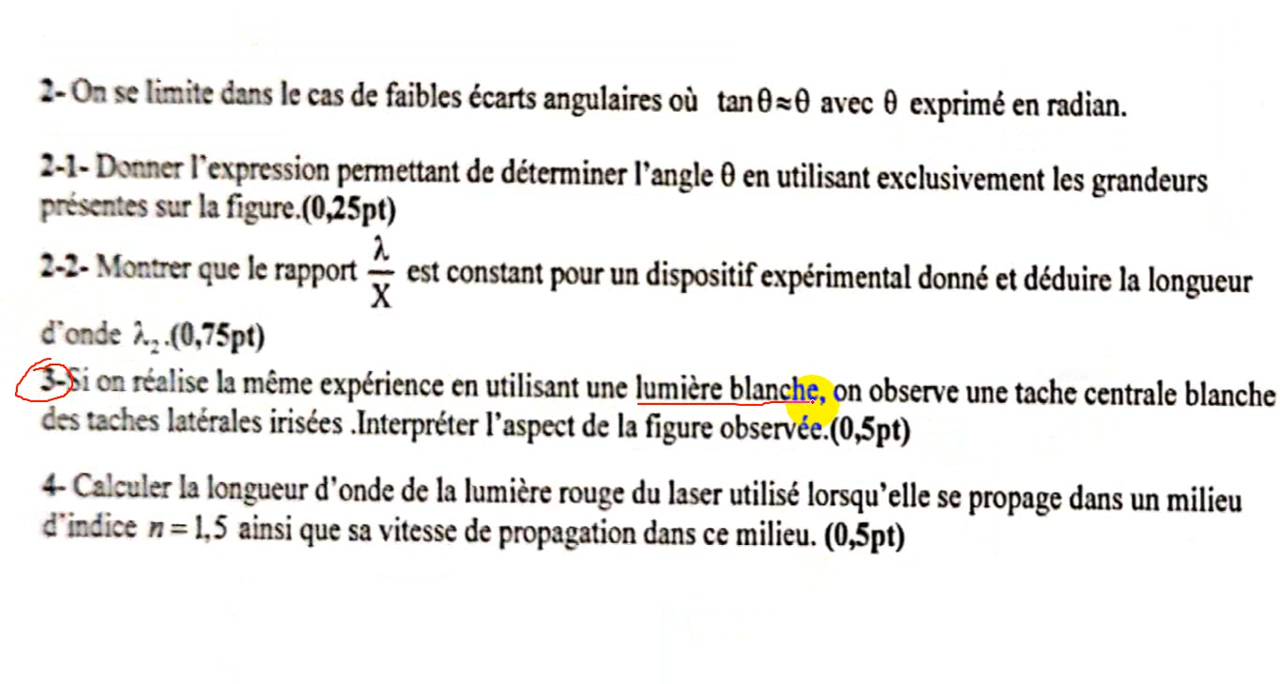 2- On se limite dans le cas de faibles écarts angulaires où tanθ≈θ avec θ exprimé en radian.
2-1- Donner l'expression permettant de déterminer l'angle θ en utilisant exclusivement les grandeurs
présentes sur la figure.(0,25pt)
2-2- Montrer que le rapport λ/X est constant pour un dispositif expérimental donné et déduire la longueur
d'onde λ₂.(0,75pt)
3-Si on réalise la même expérience en utilisant une lumière blanche, on observe une tache centrale blanche
des taches latérales irisées .Interpréter l'aspect de la figure observée.(0,5pt)
4- Calculer la longueur d'onde de la lumière rouge du laser utilisé lorsqu'elle se propage dans un milieu
d'indice n = 1,5 ainsi que sa vitesse de propagation dans ce milieu. (0,5pt)